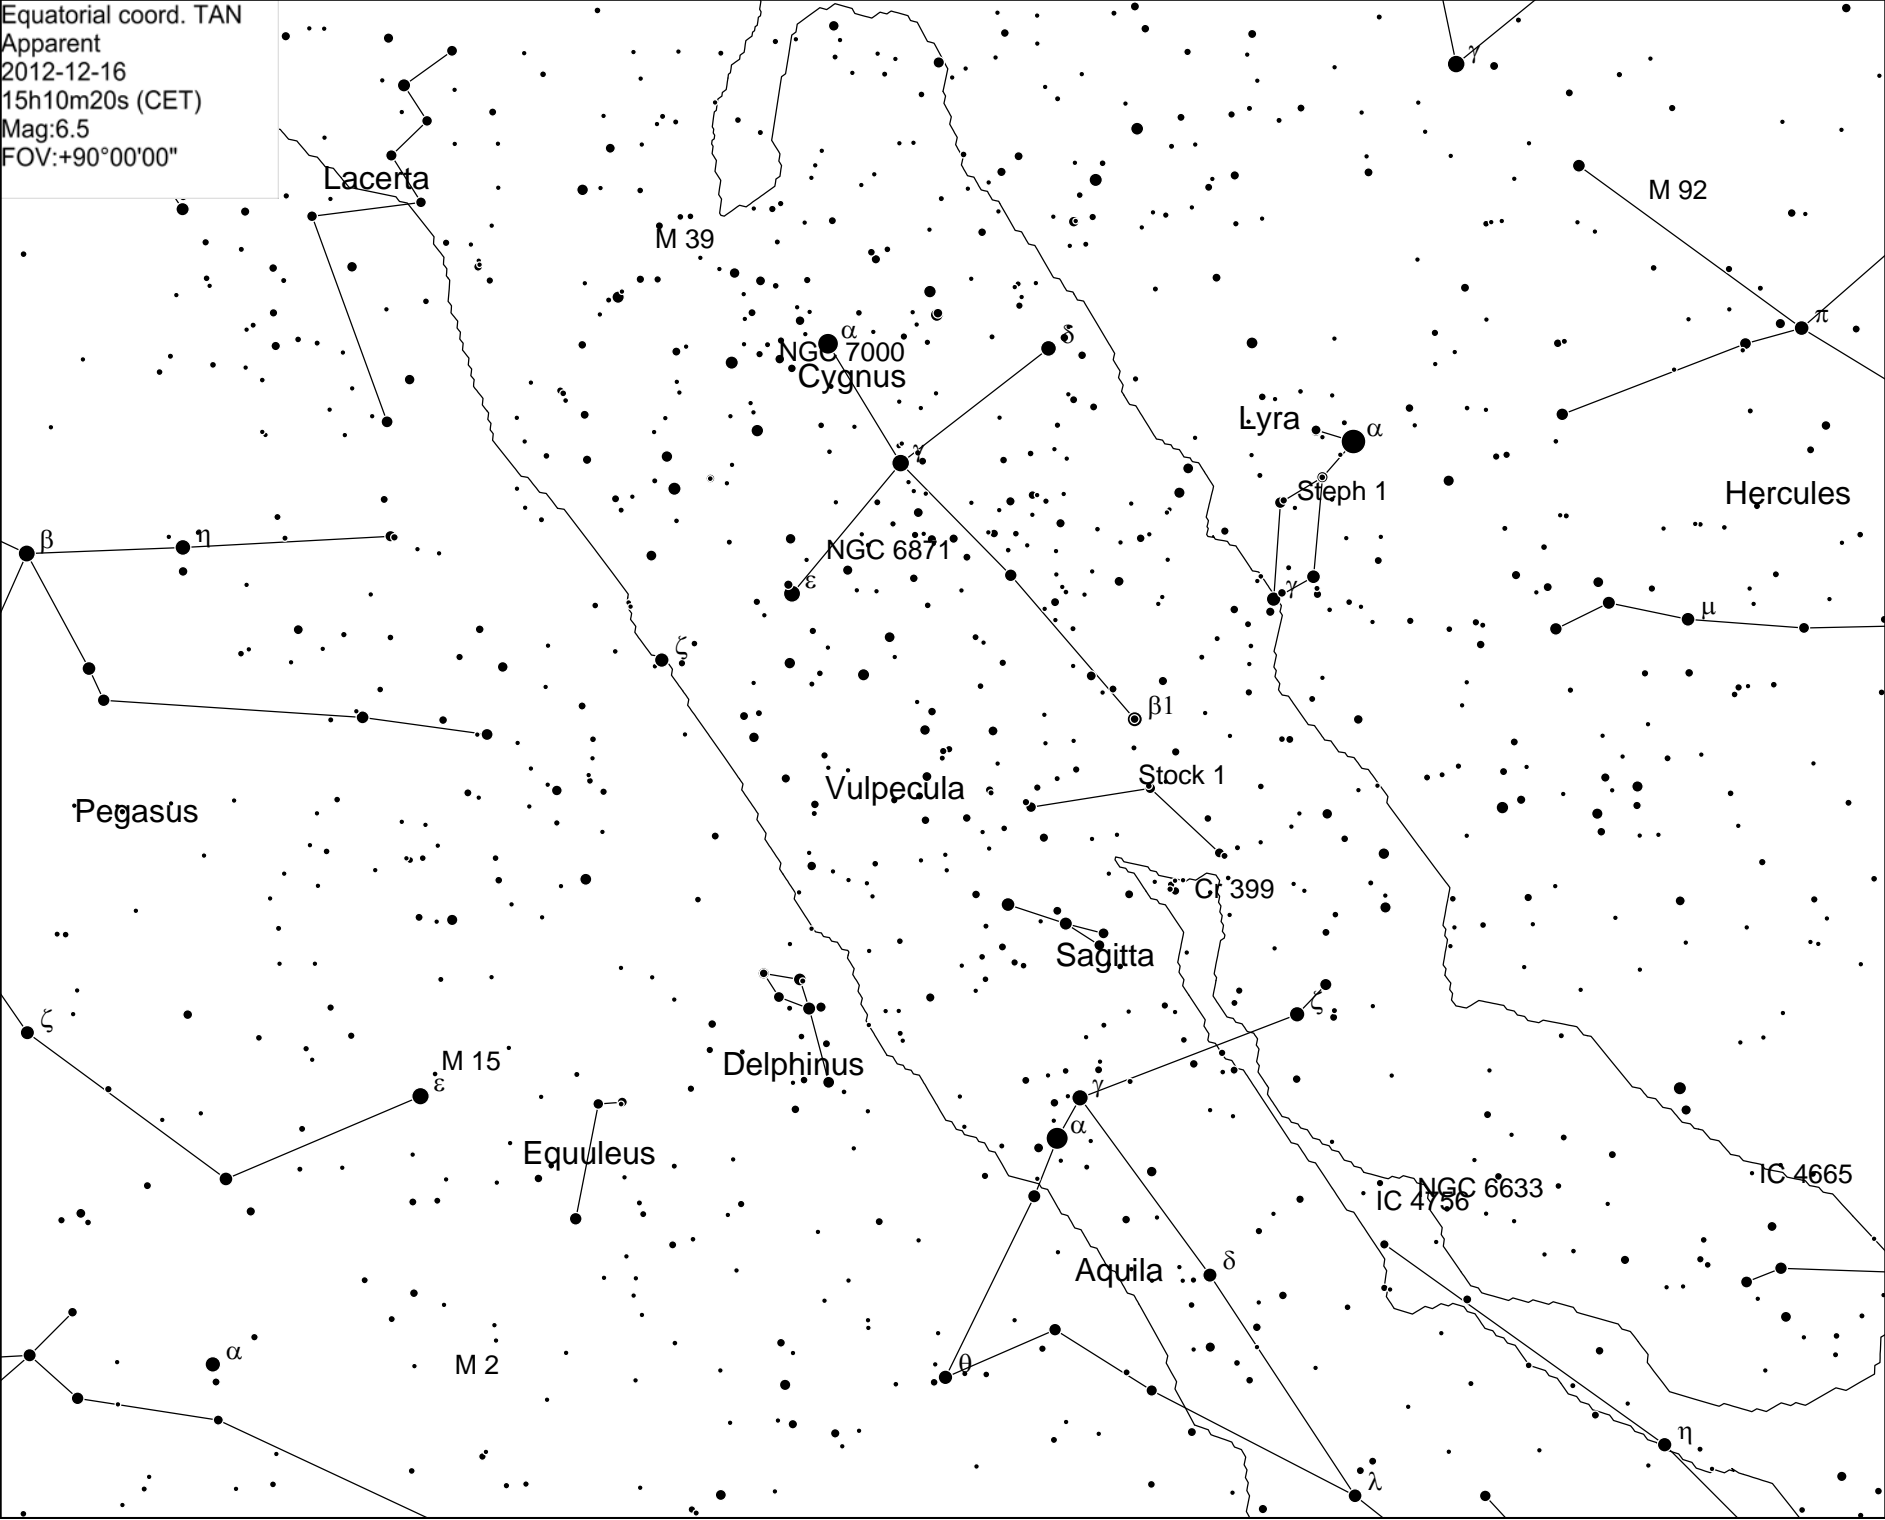 Equatorial coord. TAN
Apparent
2012-12-16
15h10m20s (CET)
Mag:6.5
FOV:+90°00'00"
γ
Lacerta
M 92
M 39
π
α
δ
NGC 7000
Cygnus
Lyra
α
γ
Steph 1
Hercules
β
η
NGC 6871
ε
γ
μ
ζ
β1
Stock 1
Vulpecula
Pegasus
Cr 399
Sagitta
ζ
ζ
M 15
Delphinus
ε
γ
α
Equuleus
IC 4665
NGC 6633
IC 4756
δ
Aquila
α
M 2
θ
η
λ